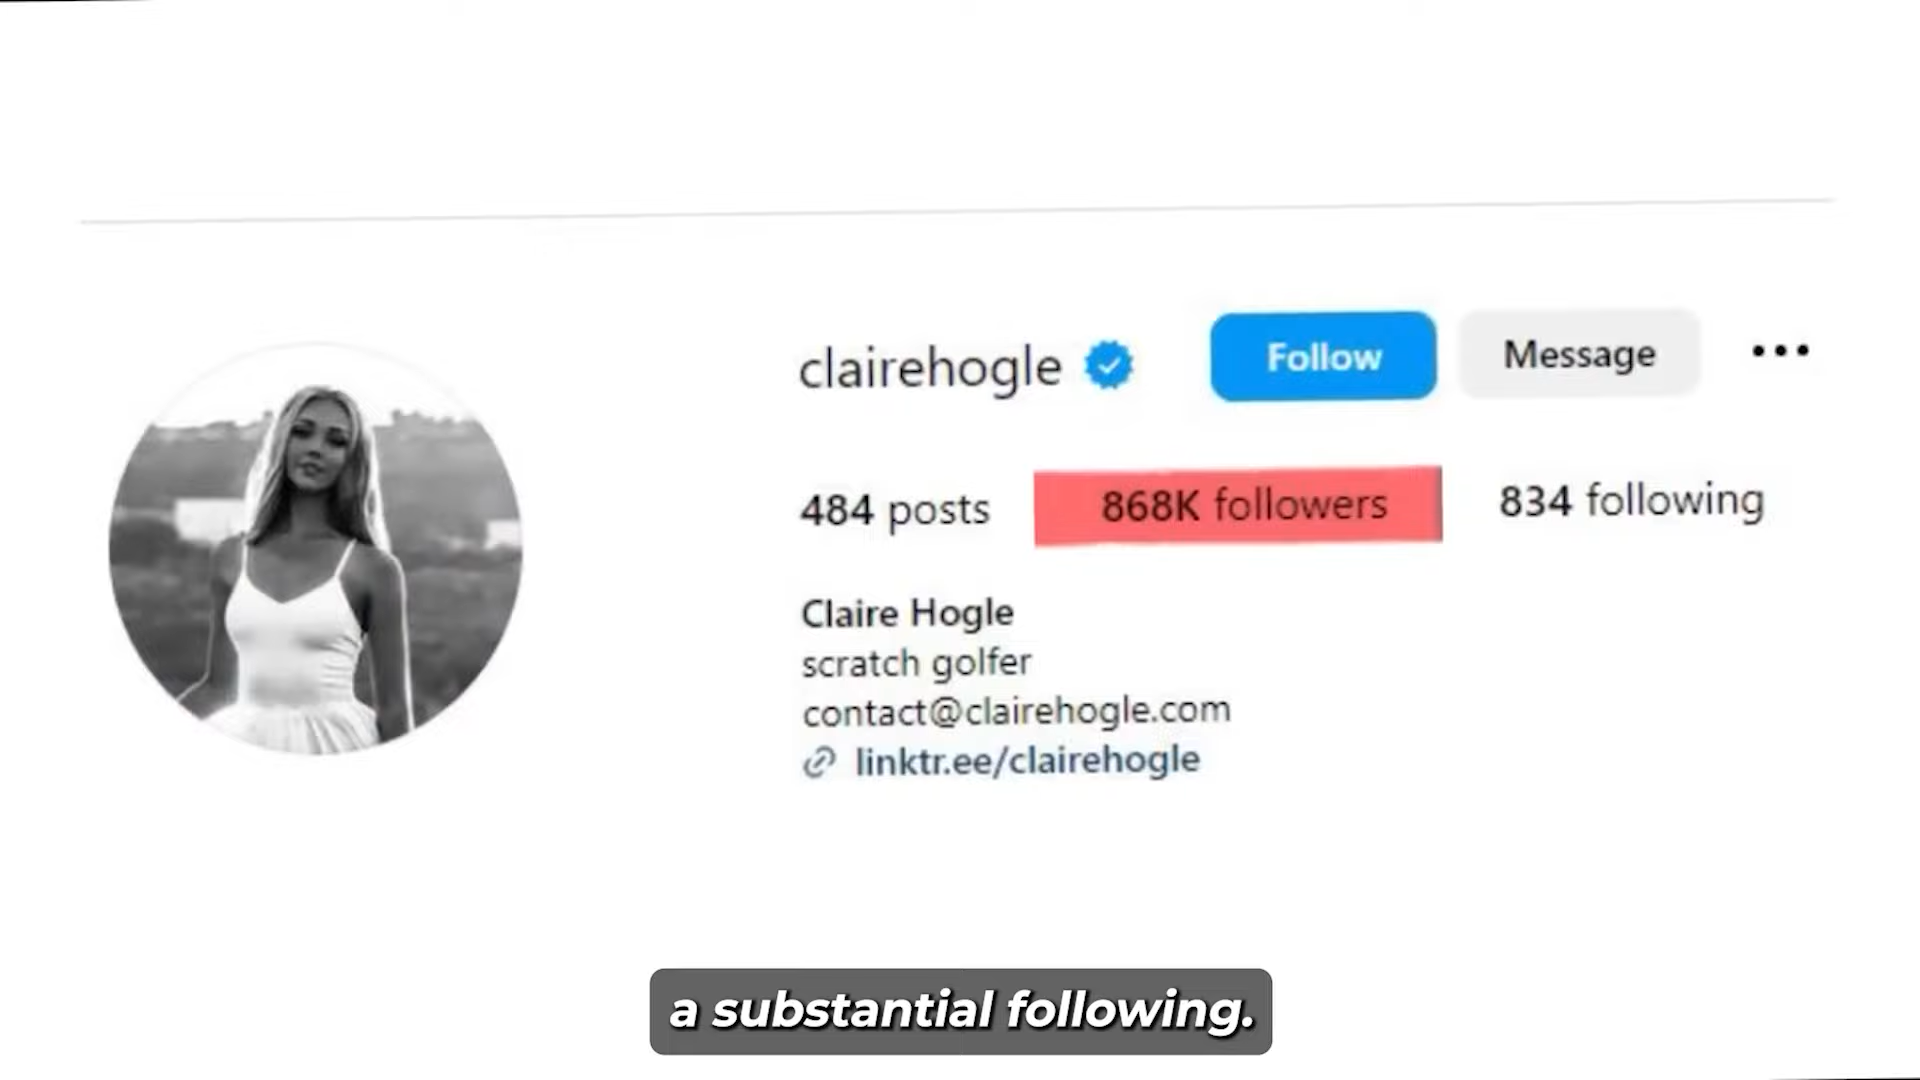 clairehogle Follow Message
484 posts 868K followers 834 following
Claire Hogle
scratch golfer
contact@clairehogle.com
linktr.ee/clairehogle
a substantial following.